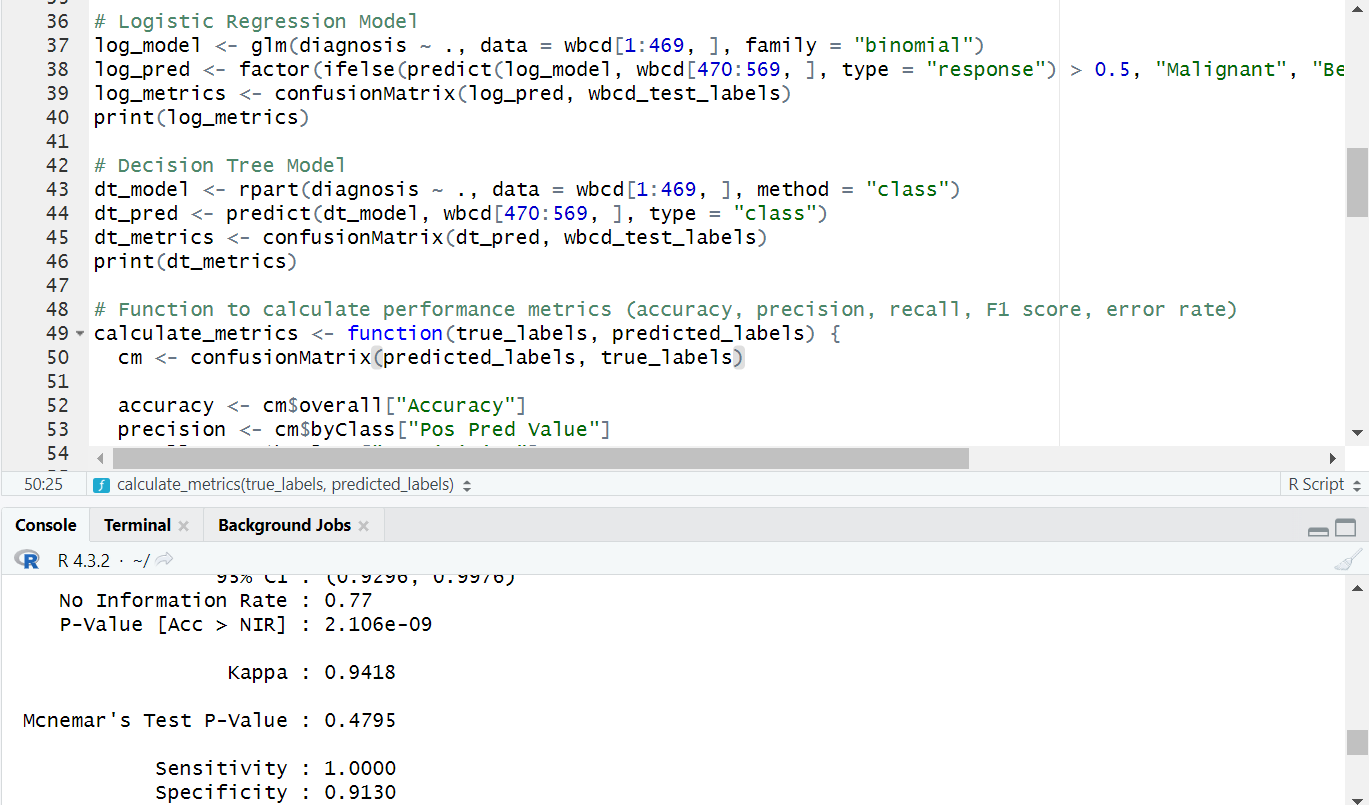 36 # Logistic Regression Model
37 log_model <- glm(diagnosis ~ ., data = wbcd[1:469, ], family = "binomial")
38 log_pred <- factor(ifelse(predict(log_model, wbcd[470:569, ], type = "response") > 0.5, "Malignant", "Be
39 log_metrics <- confusionMatrix(log_pred, wbcd_test_labels)
40 print(log_metrics)
41
42 # Decision Tree Model
43 dt_model <- rpart(diagnosis ~ ., data = wbcd[1:469, ], method = "class")
44 dt_pred <- predict(dt_model, wbcd[470:569, ], type = "class")
45 dt_metrics <- confusionMatrix(dt_pred, wbcd_test_labels)
46 print(dt_metrics)
47
48 # Function to calculate performance metrics (accuracy, precision, recall, F1 score, error rate)
49 calculate_metrics <- function(true_labels, predicted_labels) {
50 cm <- confusionMatrix(predicted_labels, true_labels)
51
52 accuracy <- cm$overall["Accuracy"]
53 precision <- cm$byClass["Pos Pred Value"]
54
50:25 calculate_metrics(true_labels, predicted_labels) R Script
Console Terminal Background Jobs
R R 4.3.2 · ~/
95% CI : (0.9296, 0.9976)
No Information Rate : 0.77
P-Value [Acc > NIR] : 2.106e-09
Kappa : 0.9418
Mcnemar's Test P-Value : 0.4795
Sensitivity : 1.0000
Specificity : 0.9130